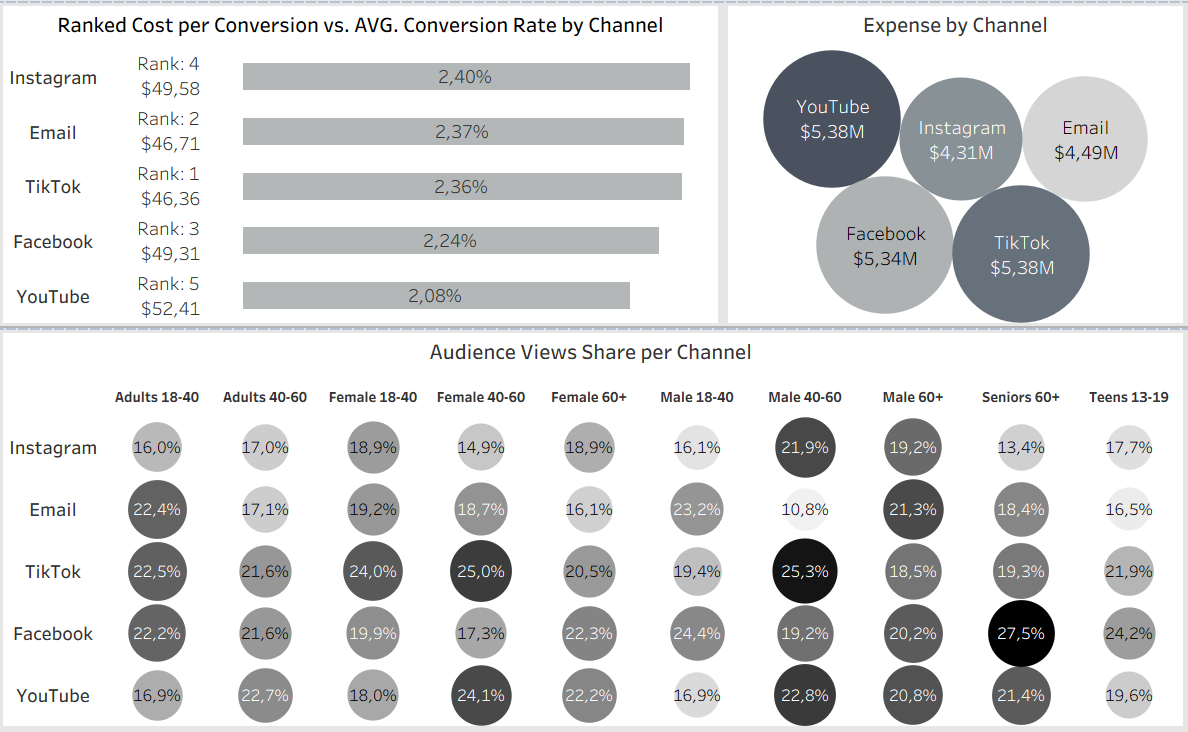 Ranked Cost per Conversion vs. AVG. Conversion Rate by Channel
Instagram
Rank: 4
$49,58
2,40%
Email
Rank: 2
$46,71
2,37%
TikTok
Rank: 1
$46,36
2,36%
Facebook
Rank: 3
$49,31
2,24%
YouTube
Rank: 5
$52,41
2,08%
Expense by Channel
YouTube
$5,38M
Instagram
$4,31M
Email
$4,49M
Facebook
$5,34M
TikTok
$5,38M
Audience Views Share per Channel
Adults 18-40 Adults 40-60 Female 18-40 Female 40-60 Female 60+ Male 18-40 Male 40-60 Male 60+ Seniors 60+ Teens 13-19
Instagram 16,0% 17,0% 18,9% 14,9% 18,9% 16,1% 21,9% 19,2% 13,4% 17,7%
Email 22,4% 17,1% 19,2% 18,7% 16,1% 23,2% 10,8% 21,3% 18,4% 16,5%
TikTok 22,5% 21,6% 24,0% 25,0% 20,5% 19,4% 25,3% 18,5% 19,3% 21,9%
Facebook 22,2% 21,6% 19,9% 17,3% 22,3% 24,4% 19,2% 20,2% 27,5% 24,2%
YouTube 16,9% 22,7% 18,0% 24,1% 22,2% 16,9% 22,8% 20,8% 21,4% 19,6%